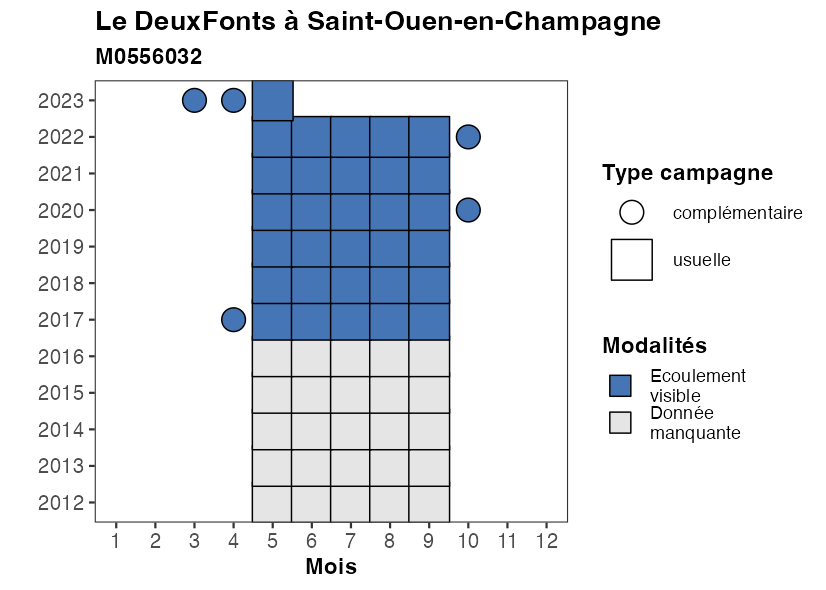 Le DeuxFonts à Saint-Ouen-en-Champagne
M0556032
2023
2022
2021
2020
2019
2018
2017
2016
2015
2014
2013
2012
1 2 3 4 5 6 7 8 9 10 11 12
Mois
Type campagne
complémentaire
usuelle
Modalités
Ecoulement
visible
Donnée
manquante